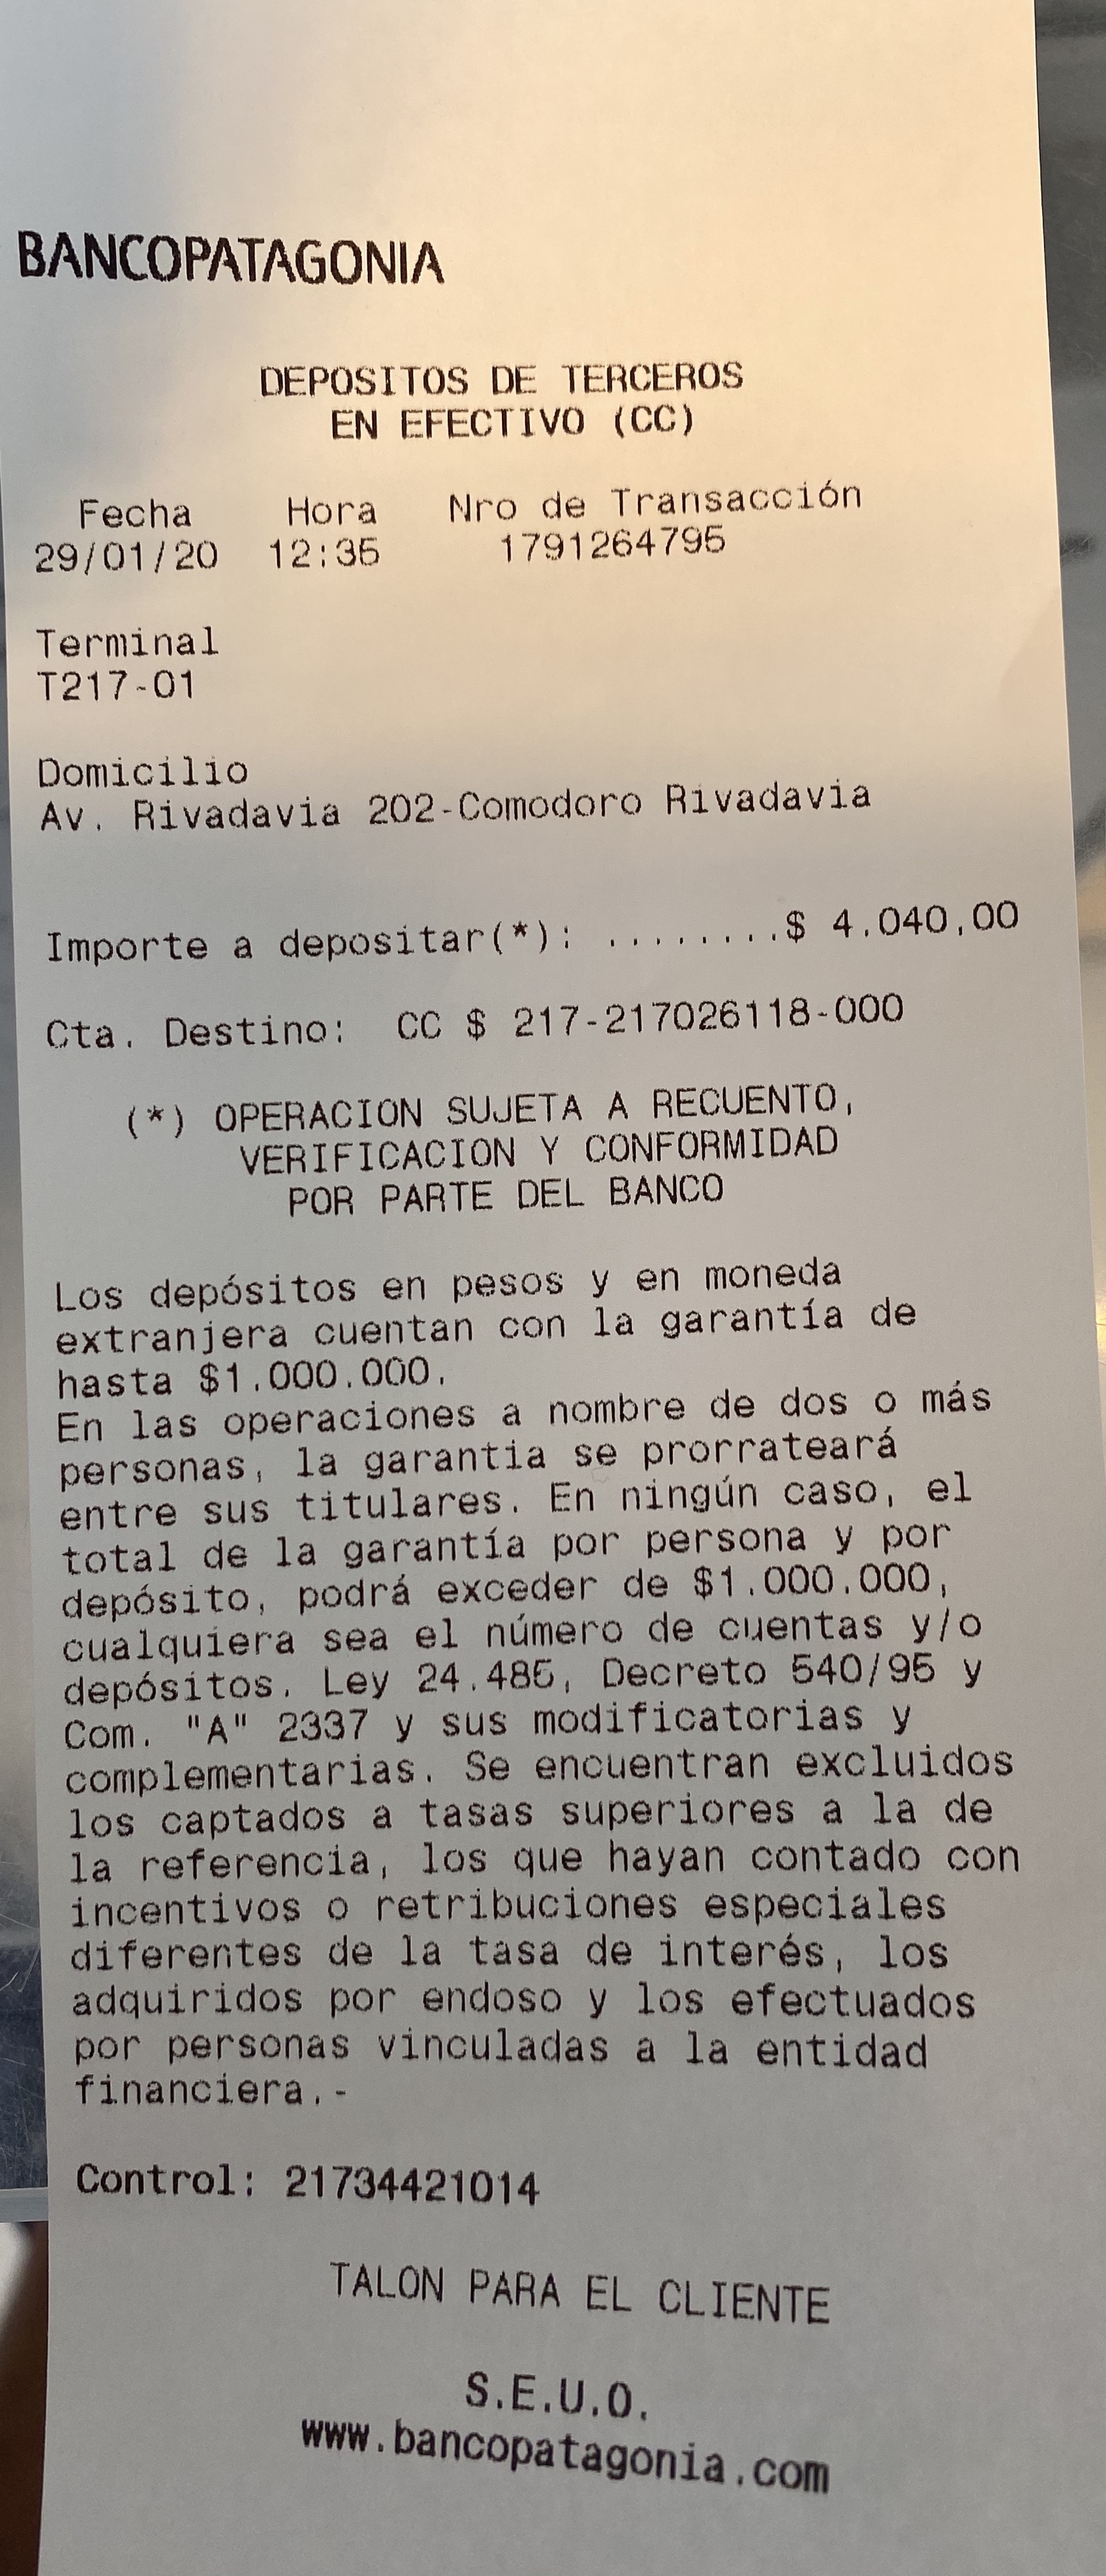 BANCOPATAGONIA
DEPOSITOS DE TERCEROS
EN EFECTIVO (CC)
Fecha Hora Nro de Transacción
29/01/20 12:35 1791264795
Terminal
T217-01
Domicilio
Av. Rivadavia 202-Comodoro Rivadavia
Importe a depositar(*): ........$ 4.040,00
Cta. Destino: CC $ 217-217026118-000
(*) OPERACION SUJETA A RECUENTO,
VERIFICACION Y CONFORMIDAD
POR PARTE DEL BANCO
Los depósitos en pesos y en moneda
extranjera cuentan con la garantía de
hasta $1.000.000.
En las operaciones a nombre de dos o más
personas, la garantia se prorrateará
entre sus titulares. En ningún caso, el
total de la garantía por persona y por
depósito, podrá exceder de $1.000.000,
cualquiera sea el número de cuentas y/o
depósitos. Ley 24.485, Decreto 540/95 y
Com. "A" 2337 y sus modificatorias y
complementarias. Se encuentran excluidos
los captados a tasas superiores a la de
la referencia, los que hayan contado con
incentivos o retribuciones especiales
diferentes de la tasa de interés, los
adquiridos por endoso y los efectuados
por personas vinculadas a la entidad
financiera.-
Control: 21734421014
TALON PARA EL CLIENTE
S.E.U.O.
www.bancopatagonia.com